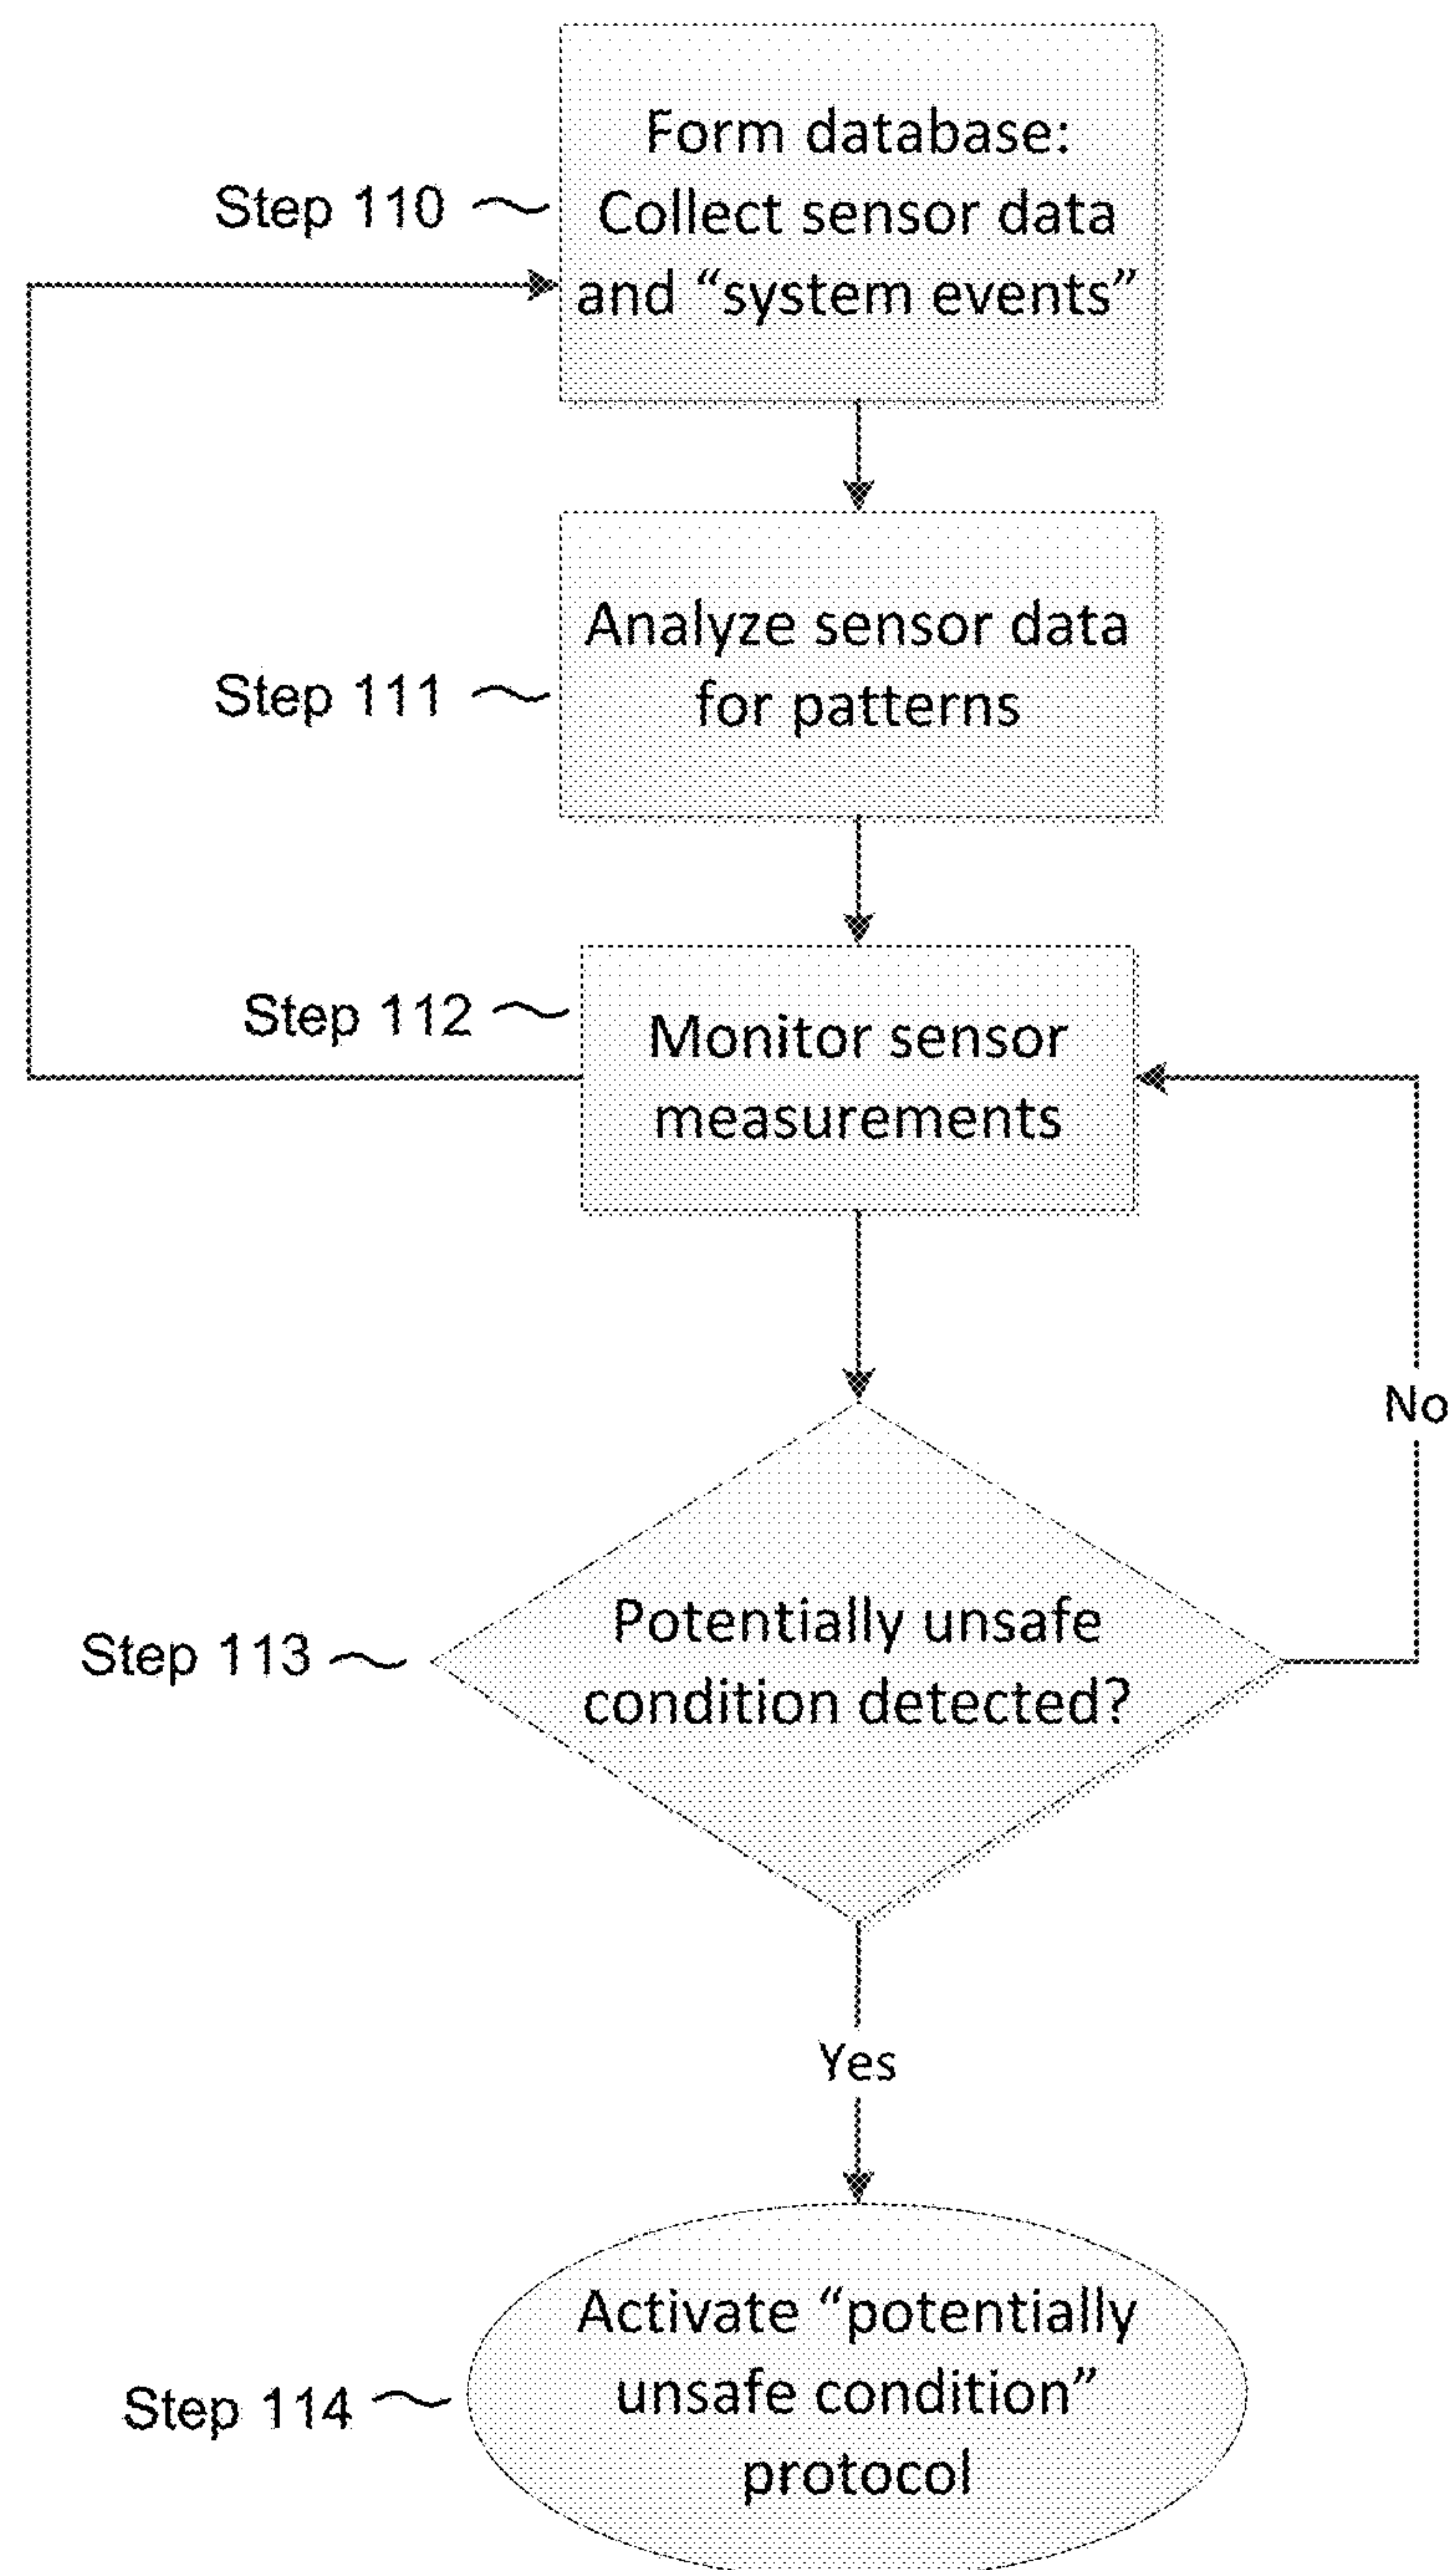 Form database:
Step 110
Collect sensor data
and “system events”
Analyze sensor data
Step 111
for patterns
Step 112
Monitor sensor
measurements
No
Potentially unsafe
Step 113
condition detected?
Yes
Activate “potentially
unsafe condition”
Step 114
protocol